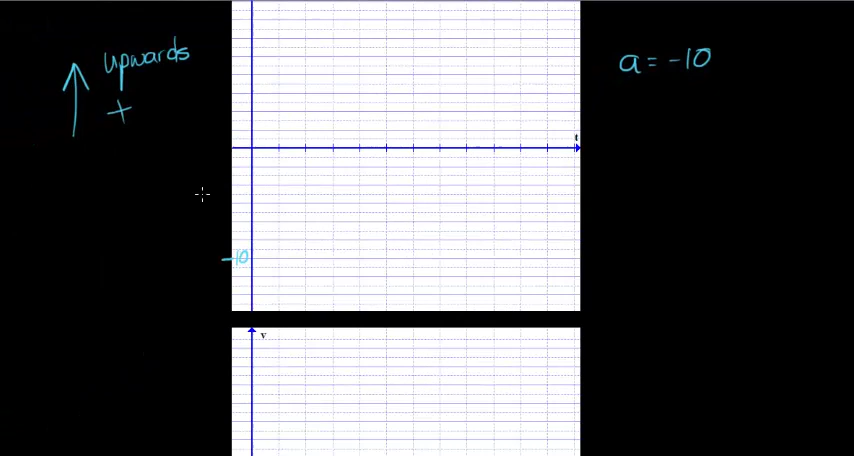 upwards
+
a = -10
t
-10
v